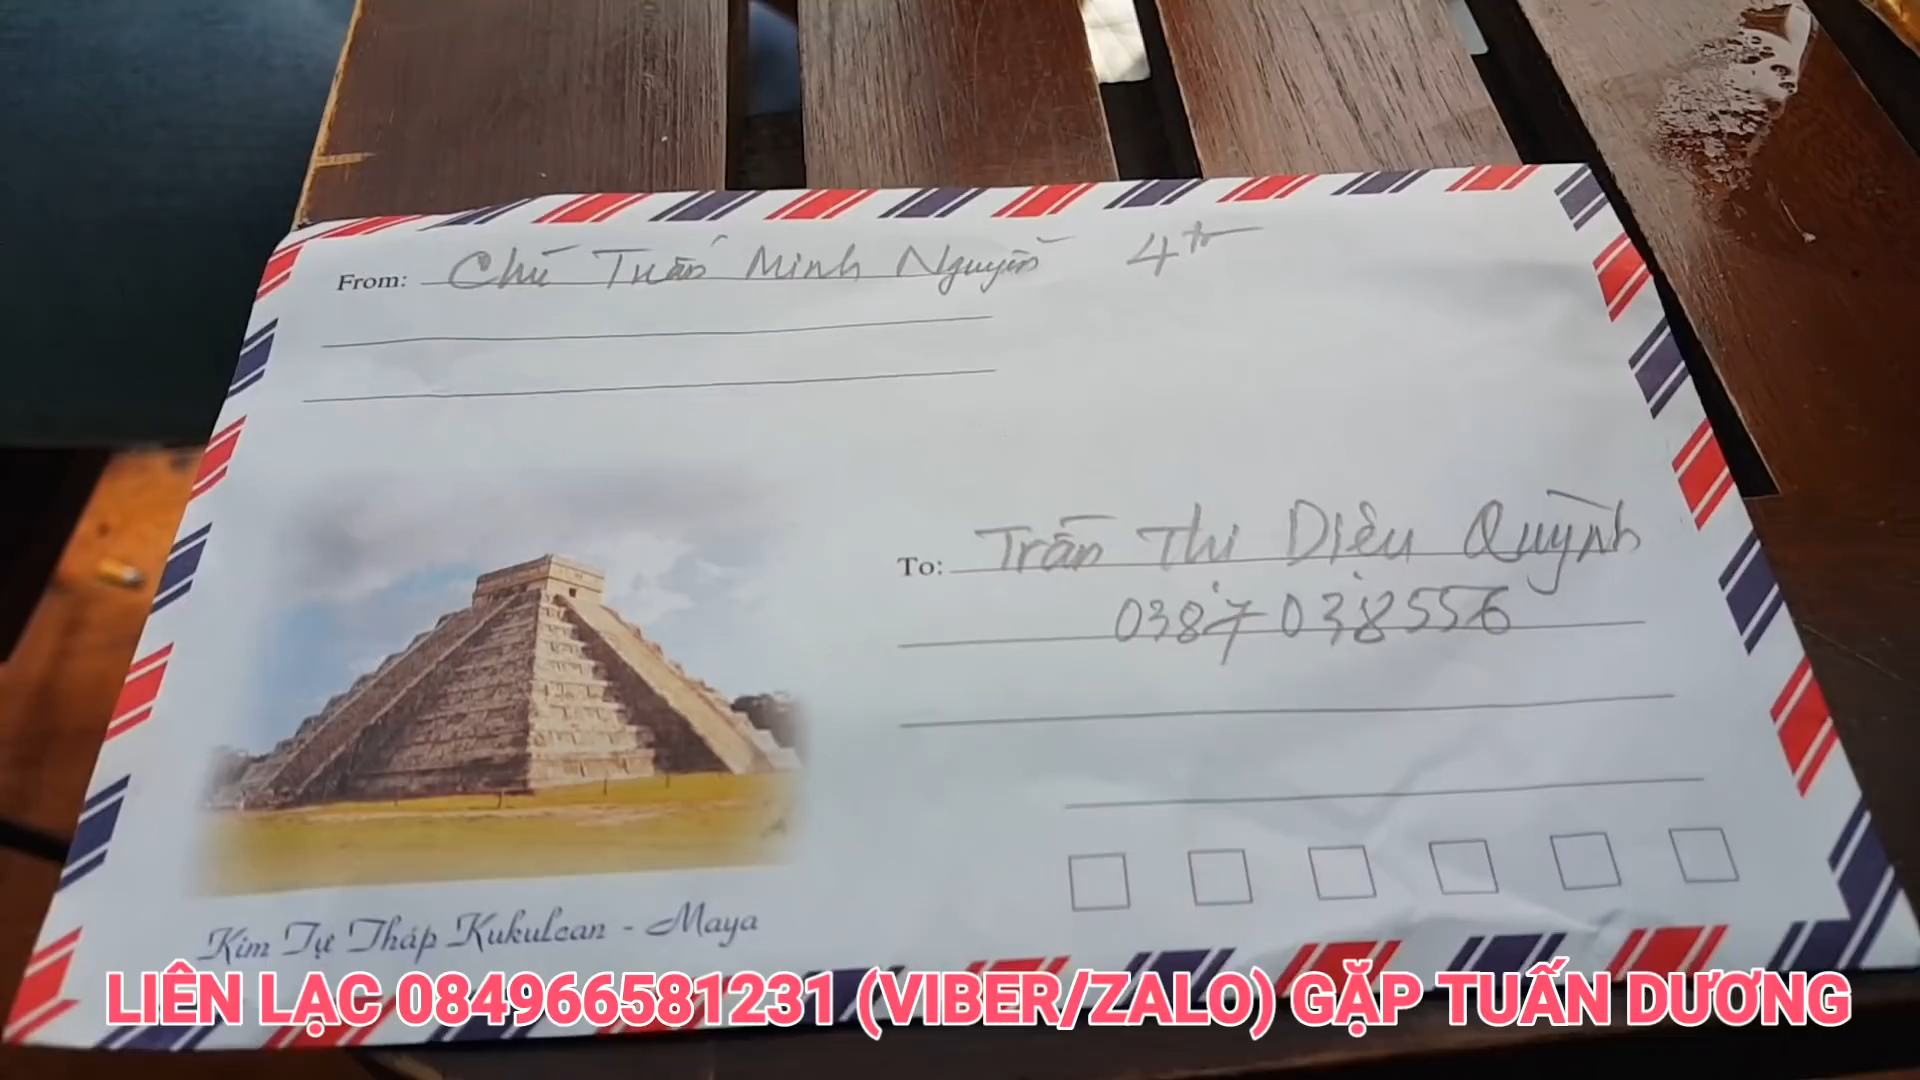 From: Chú Tuấn Minh Nguyễn 4tr
To: Trần Thị Diệu Quỳnh
0387038556
Kim Tự Tháp Kukulcan - Maya
LIÊN LẠC 084966581231 (VIBER/ZALO) GẶP TUẤN DƯƠNG